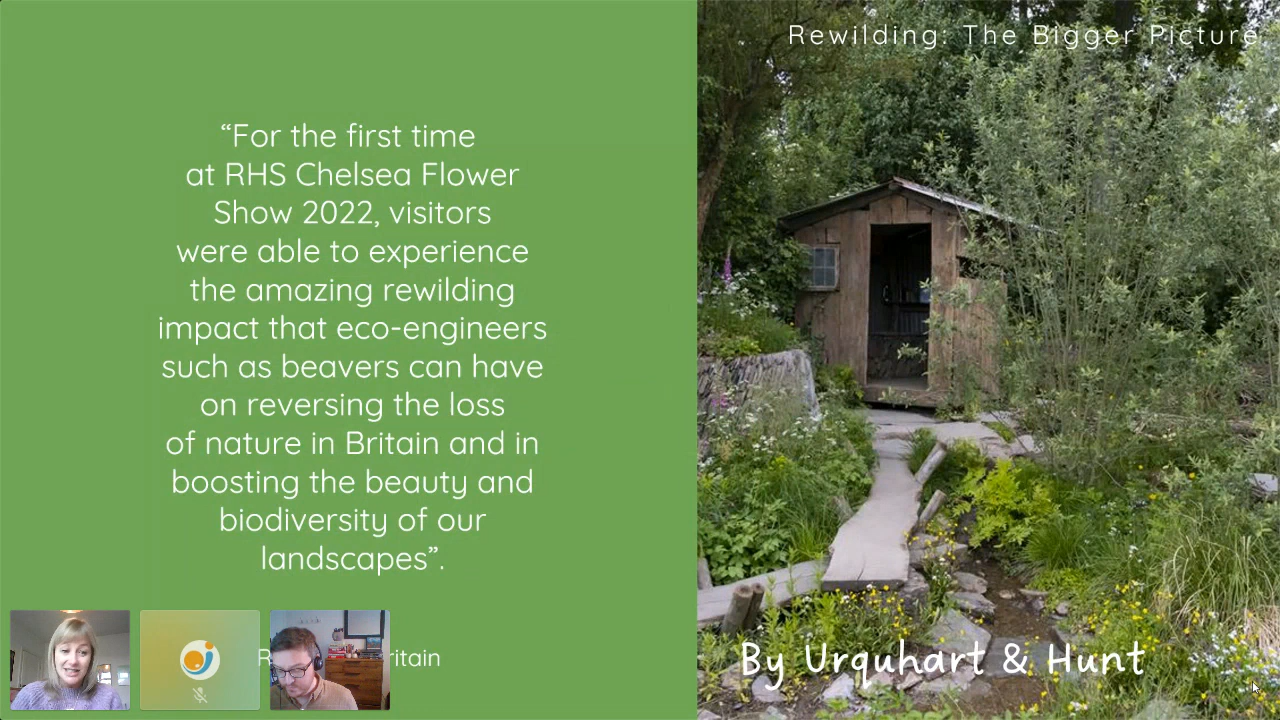 Rewilding: The Bigger Picture
“For the first time
at RHS Chelsea Flower
Show 2022, visitors
were able to experience
the amazing rewilding
impact that eco-engineers
such as beavers can have
on reversing the loss
of nature in Britain and in
boosting the beauty and
biodiversity of our
landscapes”.
By Urquhart & Hunt